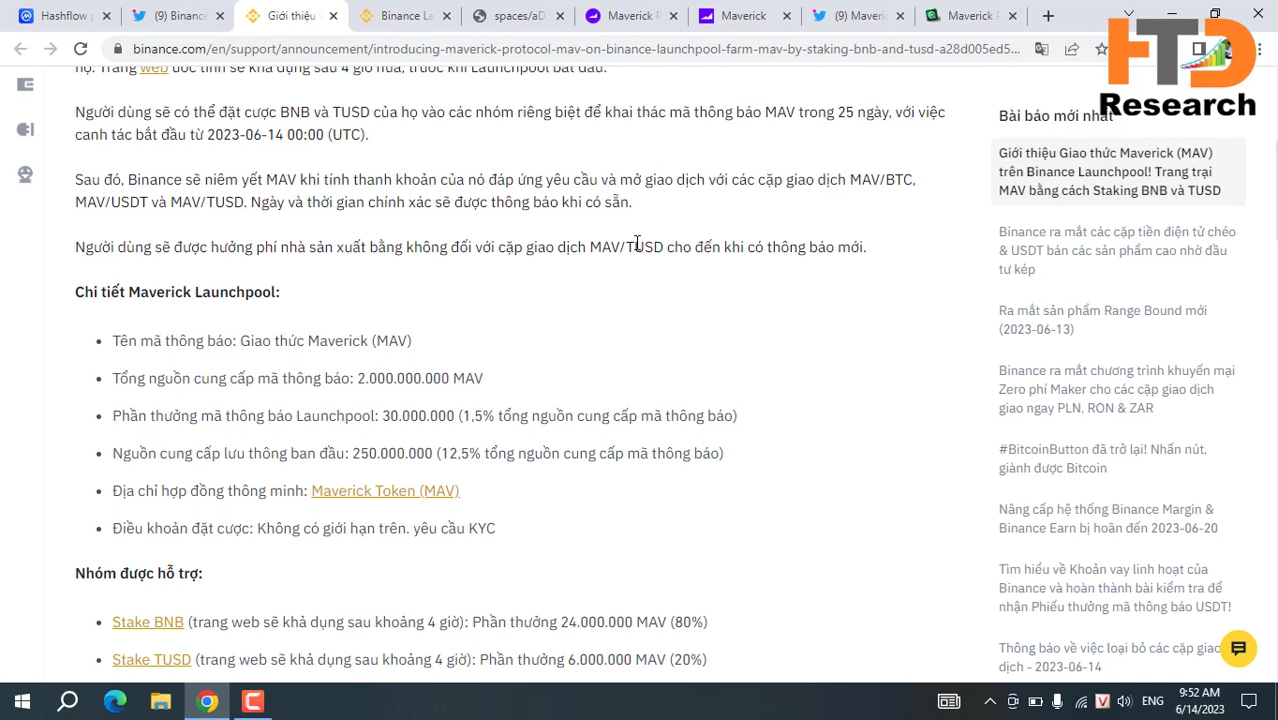 Hashflow
Twitter / Binance
Giới thiệu
Binance La
spaces/aD
Maverick P
Maverick
(2) Maveri
Maverick P
binance.com/en/support/announcement/introducing-maverick-protocol-mav-on-binance-launchpool-farm-mav-by-staking-bnb-and-tusd-a28d005ed5...
HTD
Research
họ. Trang web ước tính sẽ khả dụng sau 4 giờ nữa, trước khi Launchpool bắt đầu.
Người dùng sẽ có thể đặt cược BNB và TUSD của họ vào các nhóm riêng biệt để khai thác mã thông báo MAV trong 25 ngày, với việc
canh tác bắt đầu từ 2023-06-14 00:00 (UTC).
Sau đó, Binance sẽ niêm yết MAV khi tính thanh khoản của nó đáp ứng yêu cầu và mở giao dịch với các cặp giao dịch MAV/BTC,
MAV/USDT và MAV/TUSD. Ngày và thời gian chính xác sẽ được thông báo khi có sẵn.
Người dùng sẽ được hưởng phí nhà sản xuất bằng không đối với cặp giao dịch MAV/TUSD cho đến khi có thông báo mới.
Chi tiết Maverick Launchpool:
• Tên mã thông báo: Giao thức Maverick (MAV)
• Tổng nguồn cung cấp mã thông báo: 2.000.000.000 MAV
• Phần thưởng mã thông báo Launchpool: 30.000.000 (1,5% tổng nguồn cung cấp mã thông báo)
• Nguồn cung cấp lưu thông ban đầu: 250.000.000 (12,5% tổng nguồn cung cấp mã thông báo)
• Địa chỉ hợp đồng thông minh: Maverick Token (MAV)
• Điều khoản đặt cược: Không có giới hạn trên. yêu cầu KYC
Nhóm được hỗ trợ:
• Stake BNB (trang web sẽ khả dụng sau khoảng 4 giờ): Phần thưởng 24.000.000 MAV (80%)
• Stake TUSD (trang web sẽ khả dụng sau khoảng 4 giờ): Phần thưởng 6.000.000 MAV (20%)
Bài báo mới nhất
Giới thiệu Giao thức Maverick (MAV)
trên Binance Launchpool! Trang trại
MAV bằng cách Staking BNB và TUSD
Binance ra mắt các cặp tiền điện tử chéo
& USDT bán các sản phẩm cao nhờ đầu
tư kép
Ra mắt sản phẩm Range Bound mới
(2023-06-13)
Binance ra mắt chương trình khuyến mại
Zero phí Maker cho các cặp giao dịch
giao ngay PLN, RON & ZAR
#BitcoinButton đã trở lại! Nhấn nút,
giành được Bitcoin
Nâng cấp hệ thống Binance Margin &
Binance Earn bị hoãn đến 2023-06-20
Tìm hiểu về Khoản vay linh hoạt của
Binance và hoàn thành bài kiểm tra để
nhận Phiếu thưởng mã thông báo USDT!
Thông báo về việc loại bỏ các cặp giao
dịch - 2023-06-14
ENG
9:52 AM
6/14/2023